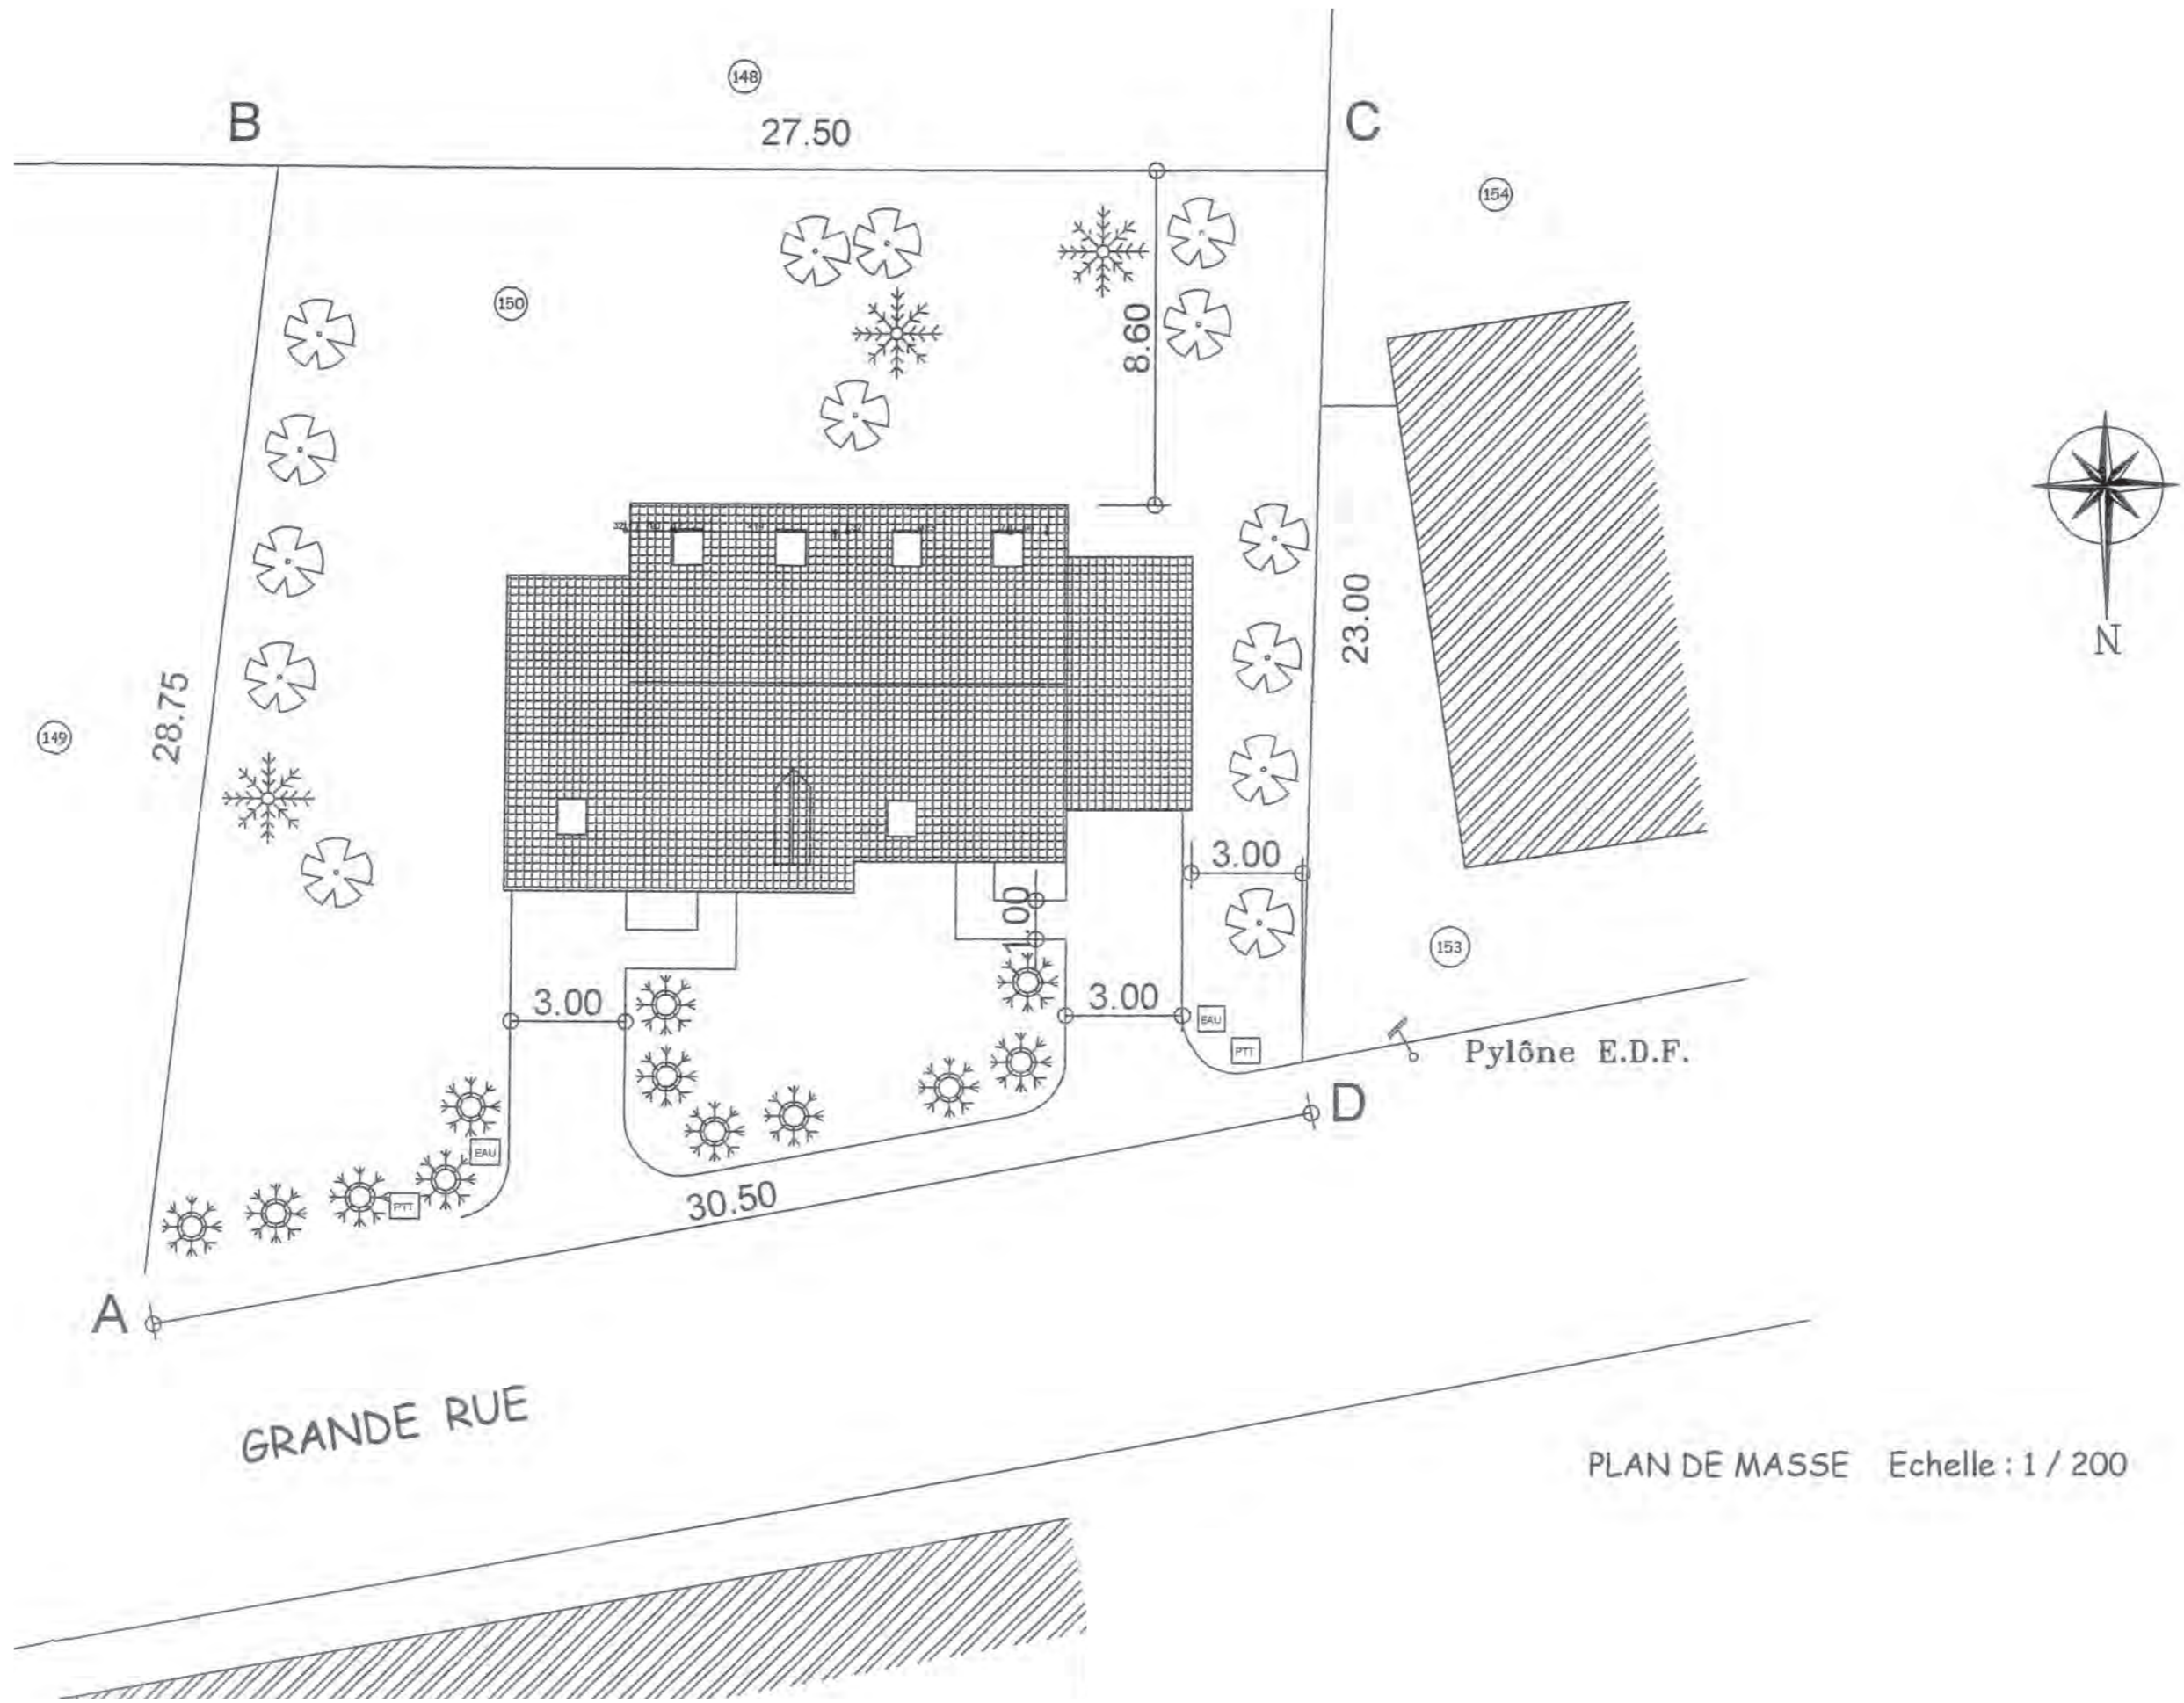 148
B
27.50
C
154
150
8.60
23.00
N
28.75
149
3.00
1.00
153
3.00
3.00
EAU
PTT
Pylône E.D.F.
D
EAU
PTT
30.50
A
GRANDE RUE
PLAN DE MASSE Echelle : 1 / 200